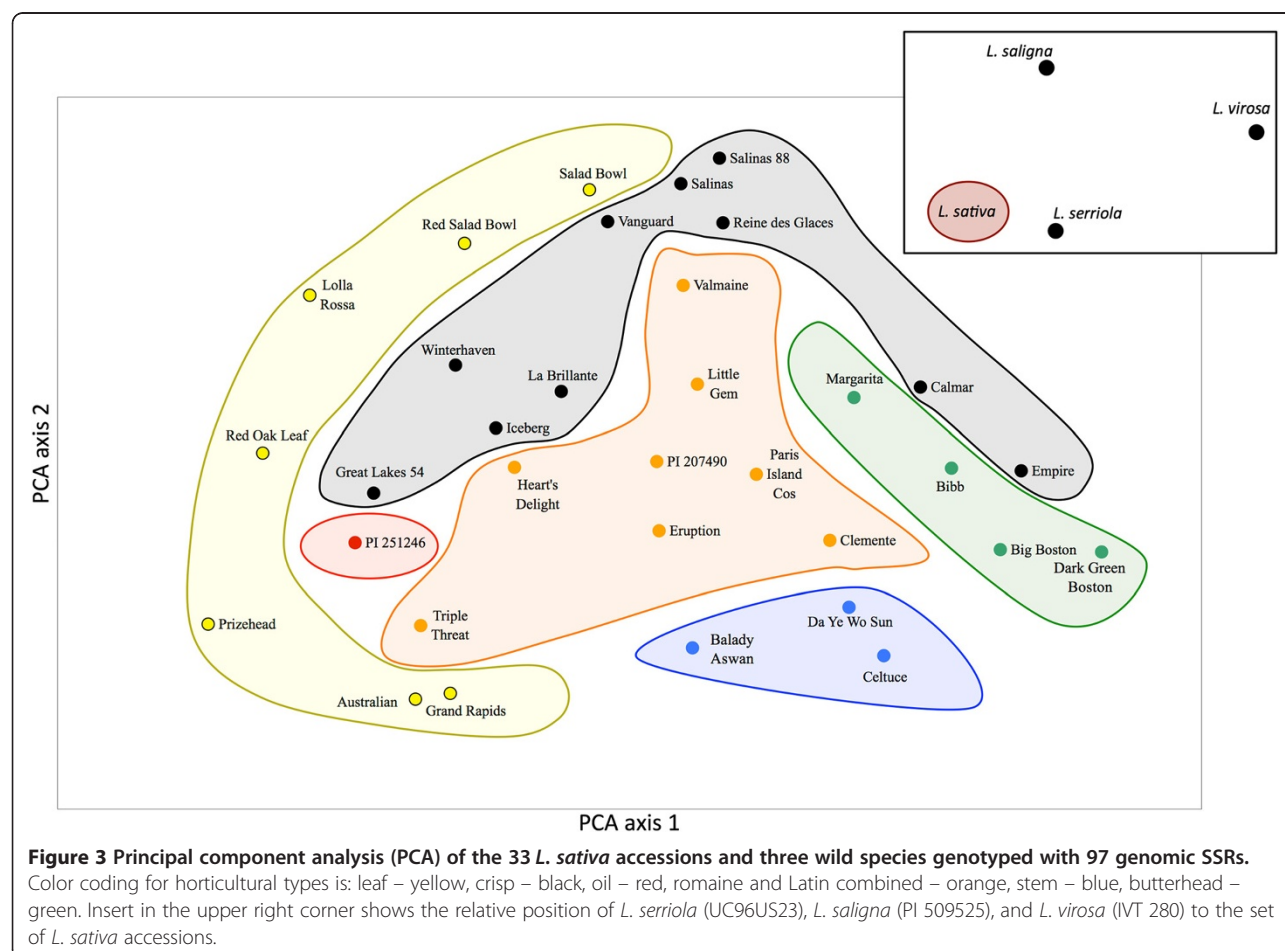 L. saligna
L. virosa
L. sativa
L. serriola
Salad Bowl
Salinas 88
Salinas
Red Salad Bowl
Vanguard
Reine des Glaces
Lolla
Rossa
Valmaine
Winterhaven
La Brillante
Little
Gem
Margarita
Calmar
Iceberg
Red Oak Leaf
PI 207490
Paris
Island
Cos
Great Lakes 54
Heart's
Delight
Bibb
Empire
PI 251246
Eruption
Clemente
Big Boston
Dark Green
Boston
Prizehead
Triple
Threat
Da Ye Wo Sun
Balady
Aswan
Celtuce
Australian
Grand Rapids
PCA axis 2
PCA axis 1
Figure 3 Principal component analysis (PCA) of the 33 L. sativa accessions and three wild species genotyped with 97 genomic SSRs.
Color coding for horticultural types is: leaf – yellow, crisp – black, oil – red, romaine and Latin combined – orange, stem – blue, butterhead –
green. Insert in the upper right corner shows the relative position of L. serriola (UC96US23), L. saligna (PI 509525), and L. virosa (IVT 280) to the set
of L. sativa accessions.